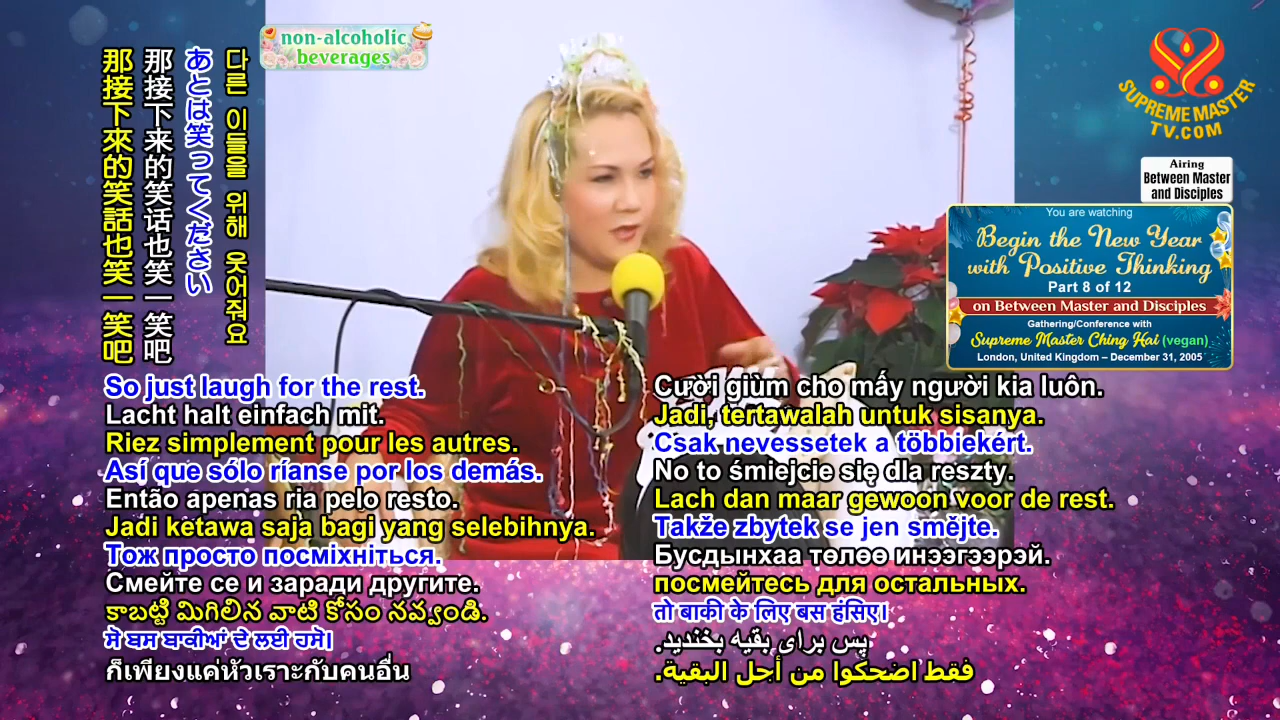 non-alcoholic
beverages
SUPREME MASTER
TV.COM
Airing
Between Master
and Disciples
You are watching
Begin the New Year
with Positive Thinking
Part 8 of 12
on Between Master and Disciples
Gathering/Conference with
Supreme Master Ching Hai (vegan)
London, United Kingdom – December 31, 2005
다른 이들을 위해 웃어줘요
あとは笑ってください
那接下来的笑话也笑一笑吧
那接下來的笑話也笑一笑吧
So just laugh for the rest.
Lacht halt einfach mit.
Riez simplement pour les autres.
Así que sólo ríanse por los demás.
Então apenas ria pelo resto.
Jadi ketawa saja bagi yang selebihnya.
Тож просто посміхніться.
Смейте се и заради другите.
కాబట్టి మిగిలిన వాటి కోసం నవ్వండి.
ਸੋ ਬਸ ਬਾਕੀਆਂ ਦੇ ਲਈ ਹਸੋ।
ก็เพียงแค่หัวเราะกับคนอื่น
Cười giùm cho mấy người kia luôn.
Jadi, tertawalah untuk sisanya.
Csak nevessetek a többiekért.
No to śmiejcie się dla reszty.
Lach dan maar gewoon voor de rest.
Takže zbytek se jen smějte.
Бусдынхаа төлөө инээгээрэй.
посмейтесь для остальных.
तो बाकी के लिए बस हंसिए।
پس برای بقیه بخندید.
فقط اضحكوا من أجل البقية.